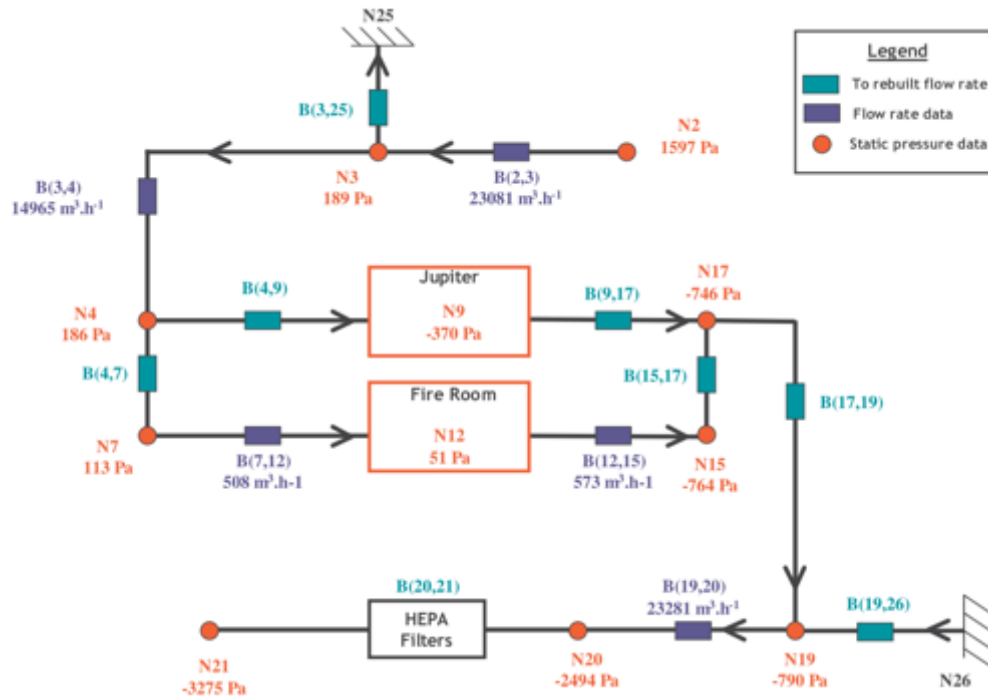 N25
Legend
To rebuilt flow rate
Flow rate data
Static pressure data
B(3,25)
N2
1597 Pa
N3
189 Pa
B(2,3)
23081 m³.h⁻¹
B(3,4)
14965 m³.h⁻¹
Jupiter
N9
-370 Pa
B(4,9)
B(9,17)
N17
-746 Pa
N4
186 Pa
B(4,7)
Fire Room
N12
51 Pa
B(15,17)
B(17,19)
N7
113 Pa
B(7,12)
508 m³.h-1
B(12,15)
573 m³.h-1
N15
-764 Pa
B(20,21)
HEPA
Filters
B(19,20)
23281 m³.h⁻¹
B(19,26)
N21
-3275 Pa
N20
-2494 Pa
N19
-790 Pa
N26